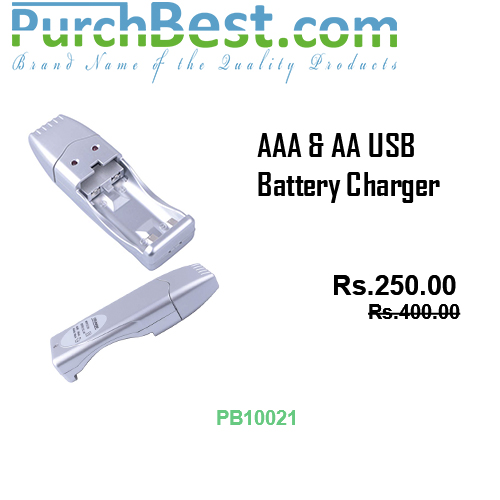 PurchBest.com
Brand Name of the Quality Products
AAA & AA USB
Battery Charger
Rs.250.00
Rs.400.00
PB10021